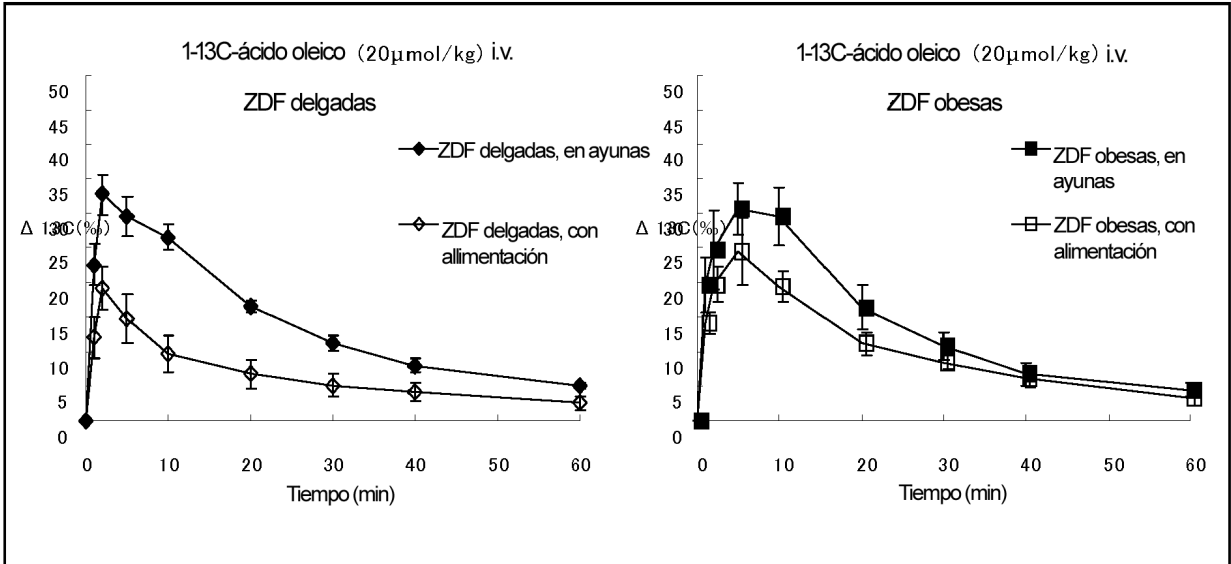 1-13C-ácido oleico (20μmol/kg) i.v.
ZDF delgadas
50
45
40
35
30
25
20
15
10
5
0
Δ 13C(‰)
ZDF delgadas, en ayunas
ZDF delgadas, con
allimentación
0 10 20 30 40 60
Tiempo (min)
1-13C-ácido oleico (20μmol/kg) i.v.
ZDF obesas
50
45
40
35
30
25
20
15
10
5
0
Δ 13C(‰)
ZDF obesas, en
ayunas
ZDF obesas, con
alimentación
0 10 20 30 40 60
Tiempo (min)